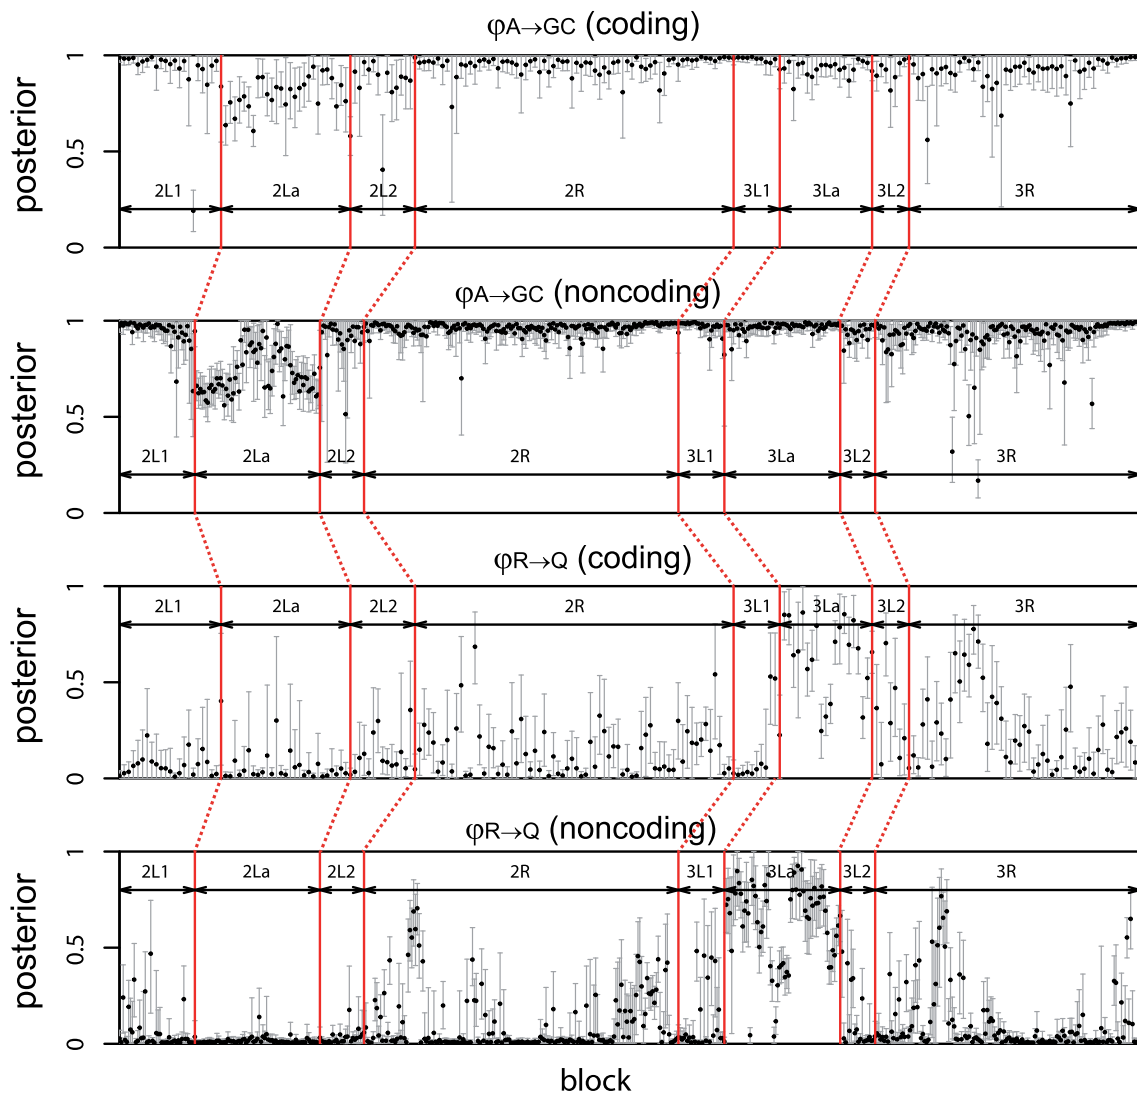 φA→GC (coding)
posterior
1
0.5
0
2L1 2La 2L2 2R 3L1 3La 3L2 3R
φA→GC (noncoding)
posterior
1
0.5
0
2L1 2La 2L2 2R 3L1 3La 3L2 3R
φR→Q (coding)
posterior
1
0.5
0
2L1 2La 2L2 2R 3L1 3La 3L2 3R
φR→Q (noncoding)
posterior
1
0.5
0
2L1 2La 2L2 2R 3L1 3La 3L2 3R
block